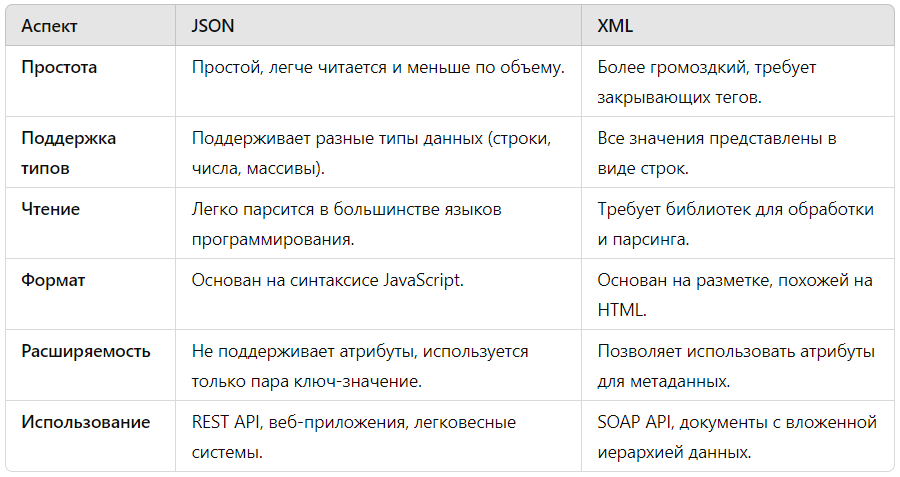 Аспект JSON XML
Простота Простой, легче читается и меньше по объему. Более громоздкий, требует
закрывающих тегов.
Поддержка Поддерживает разные типы данных (строки, Все значения представлены в
типов числа, массивы). виде строк.
Чтение Легко парсится в большинстве языков Требует библиотек для обработки
программирования. и парсинга.
Формат Основан на синтаксисе JavaScript. Основан на разметке, похожей на
HTML.
Расширяемость Не поддерживает атрибуты, используется Позволяет использовать атрибуты
только пара ключ-значение. для метаданных.
Использование REST API, веб-приложения, легковесные SOAP API, документы с вложенной
системы. иерархией данных.